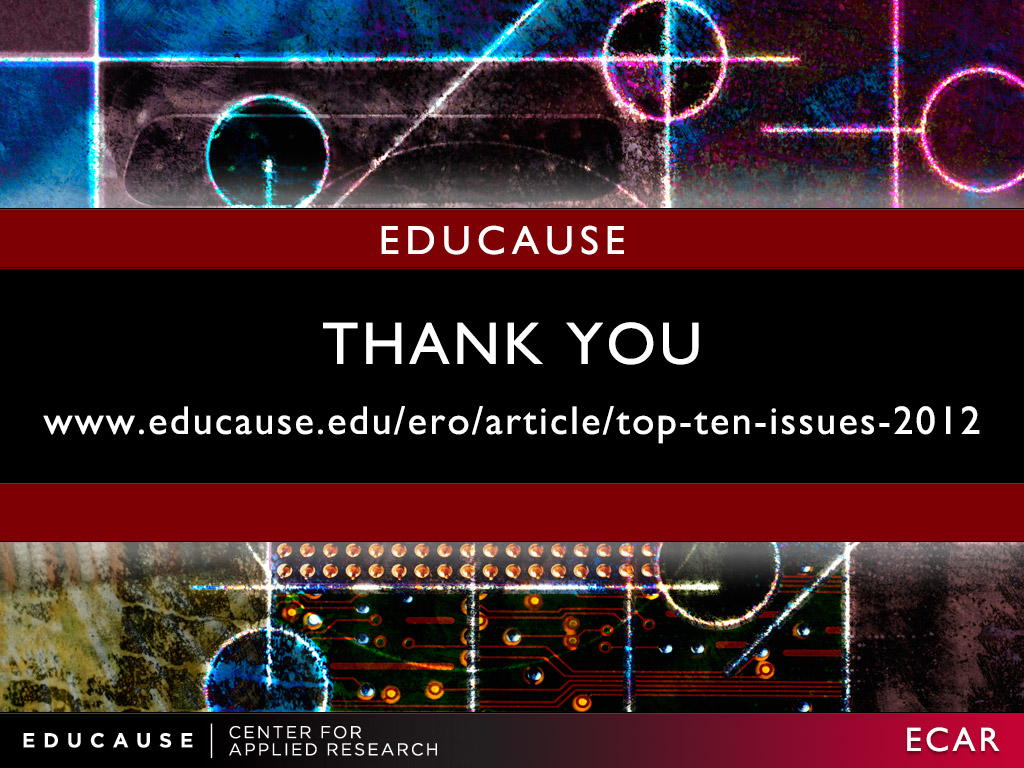 EDUCAUSE
THANK YOU
www.educause.edu/ero/article/top-ten-issues-2012
EDUCAUSE
CENTER FOR
APPLIED RESEARCH
ECAR